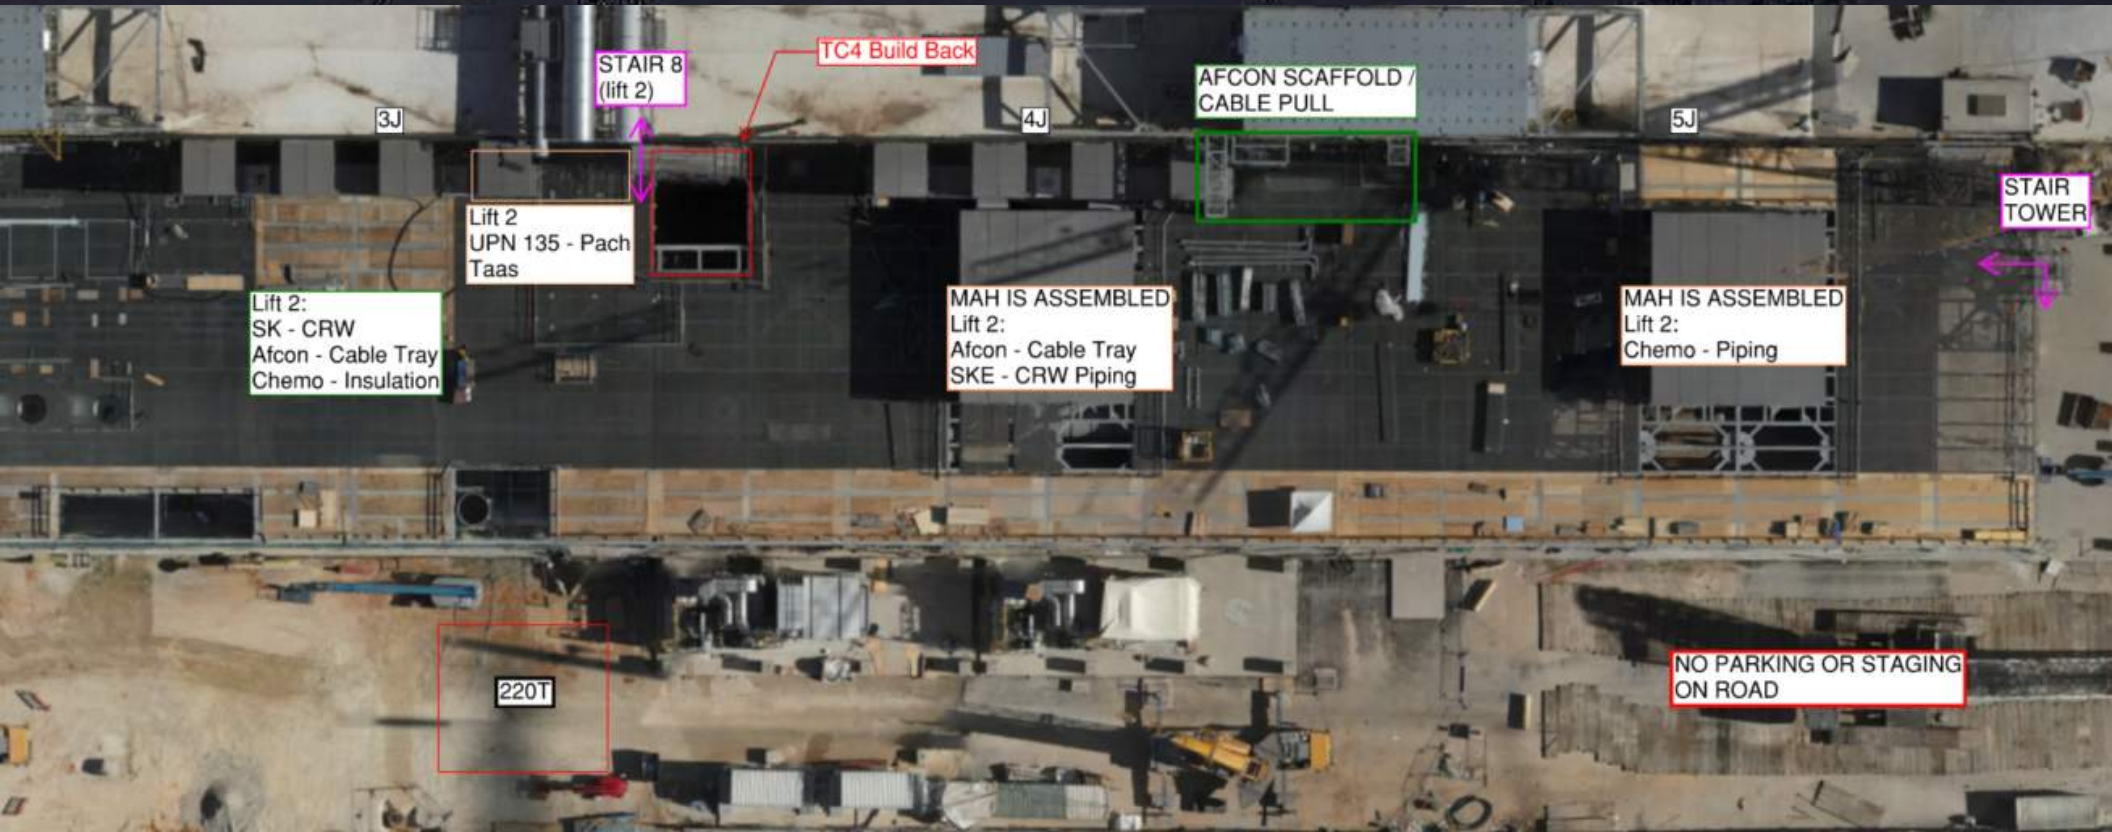 STAIR 8
(lift 2)
TC4 Build Back
AFCON SCAFFOLD /
CABLE PULL
3J
4J
5J
STAIR
TOWER
Lift 2
UPN 135 - Pach
Taas
Lift 2:
SK - CRW
Afcon - Cable Tray
Chemo - Insulation
MAH IS ASSEMBLED
Lift 2:
Afcon - Cable Tray
SKE - CRW Piping
MAH IS ASSEMBLED
Lift 2:
Chemo - Piping
220T
NO PARKING OR STAGING
ON ROAD